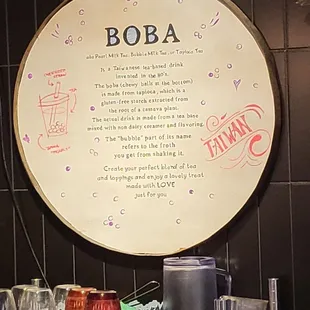 BOBA
aka Pearl Milk Tea, Bubble Milk Tea, or Tapioca Tea
Is a Taiwanese tea-based drink
invented in the 80's.
The boba (chewy balls at the bottom)
is made from tapioca, which is a
gluten-free starch extracted from
the root of a cassava plant.
The actual drink is made from a tea base
mixed with non-dairy creamer and flavoring.
The "bubble" part of its name
refers to the froth
you get from shaking it.
Create your perfect blend of tea
and toppings and enjoy a lovely treat
made with LOVE
just for you
TAIWAN